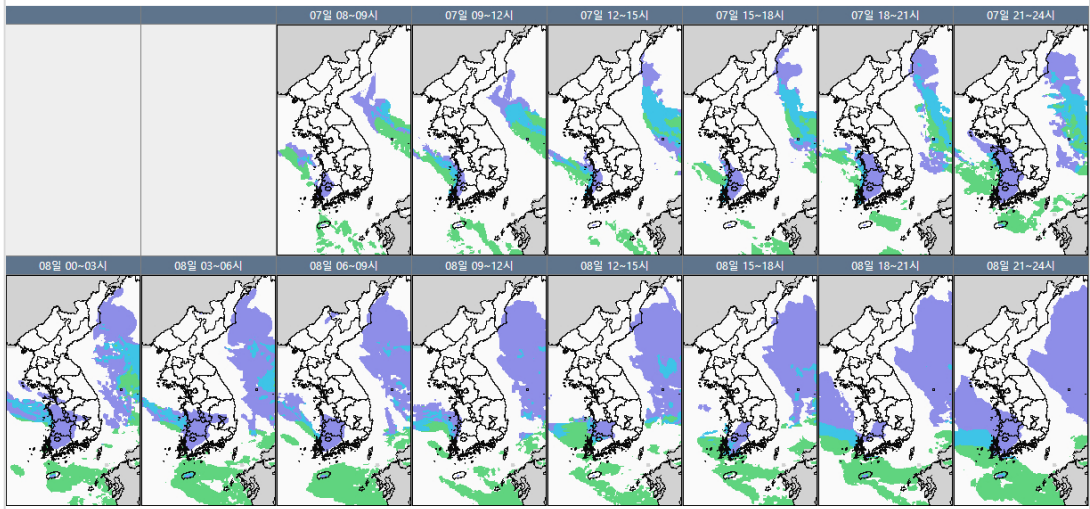 07일 08~09시
07일 09~12시
07일 12~15시
07일 15~18시
07일 18~21시
07일 21~24시
08일 00~03시
08일 03~06시
08일 06~09시
08일 09~12시
08일 12~15시
08일 15~18시
08일 18~21시
08일 21~24시